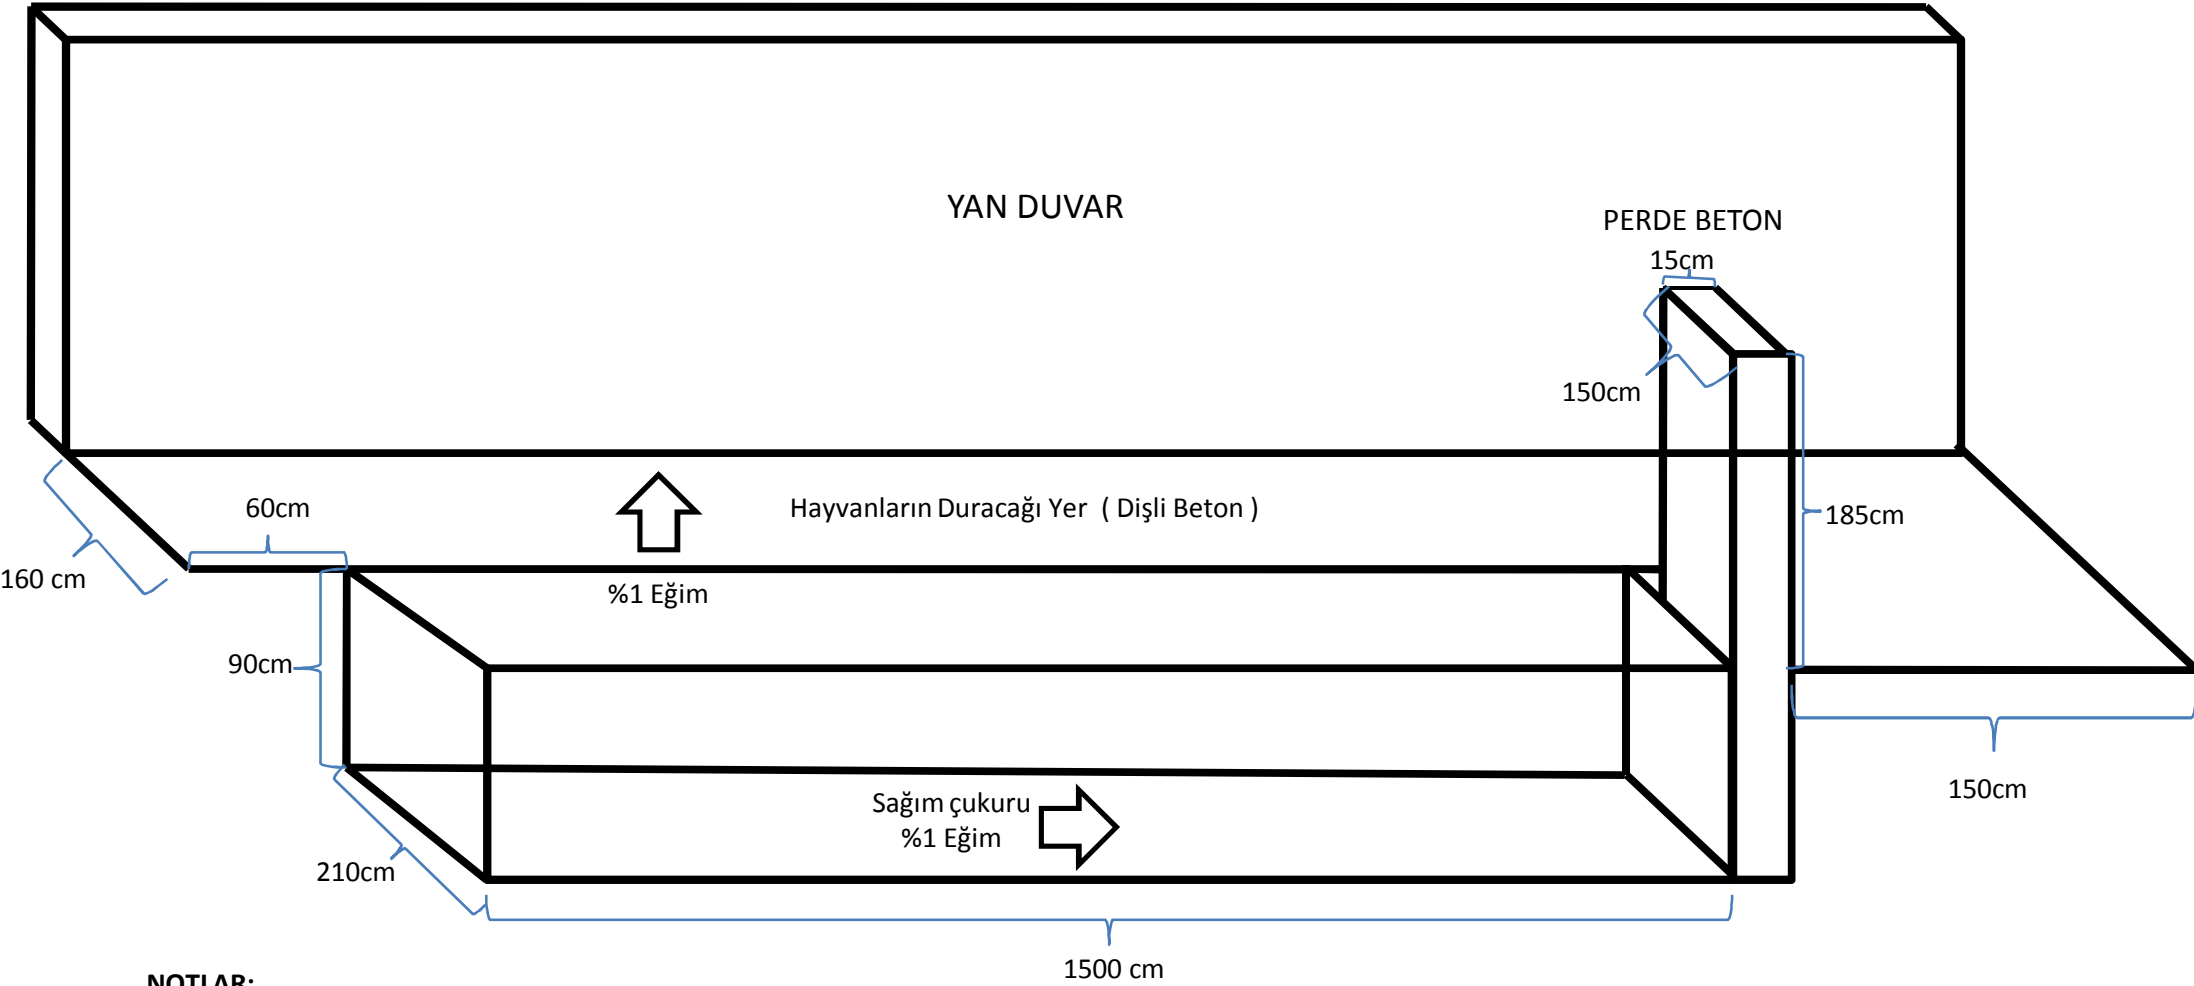 YAN DUVAR
PERDE BETON
15cm
150cm
60cm
Hayvanların Duracağı Yer ( Dişli Beton )
185cm
160 cm
%1 Eğim
90cm
150cm
Sağım çukuru
%1 Eğim
210cm
1500 cm
NOTLAR: